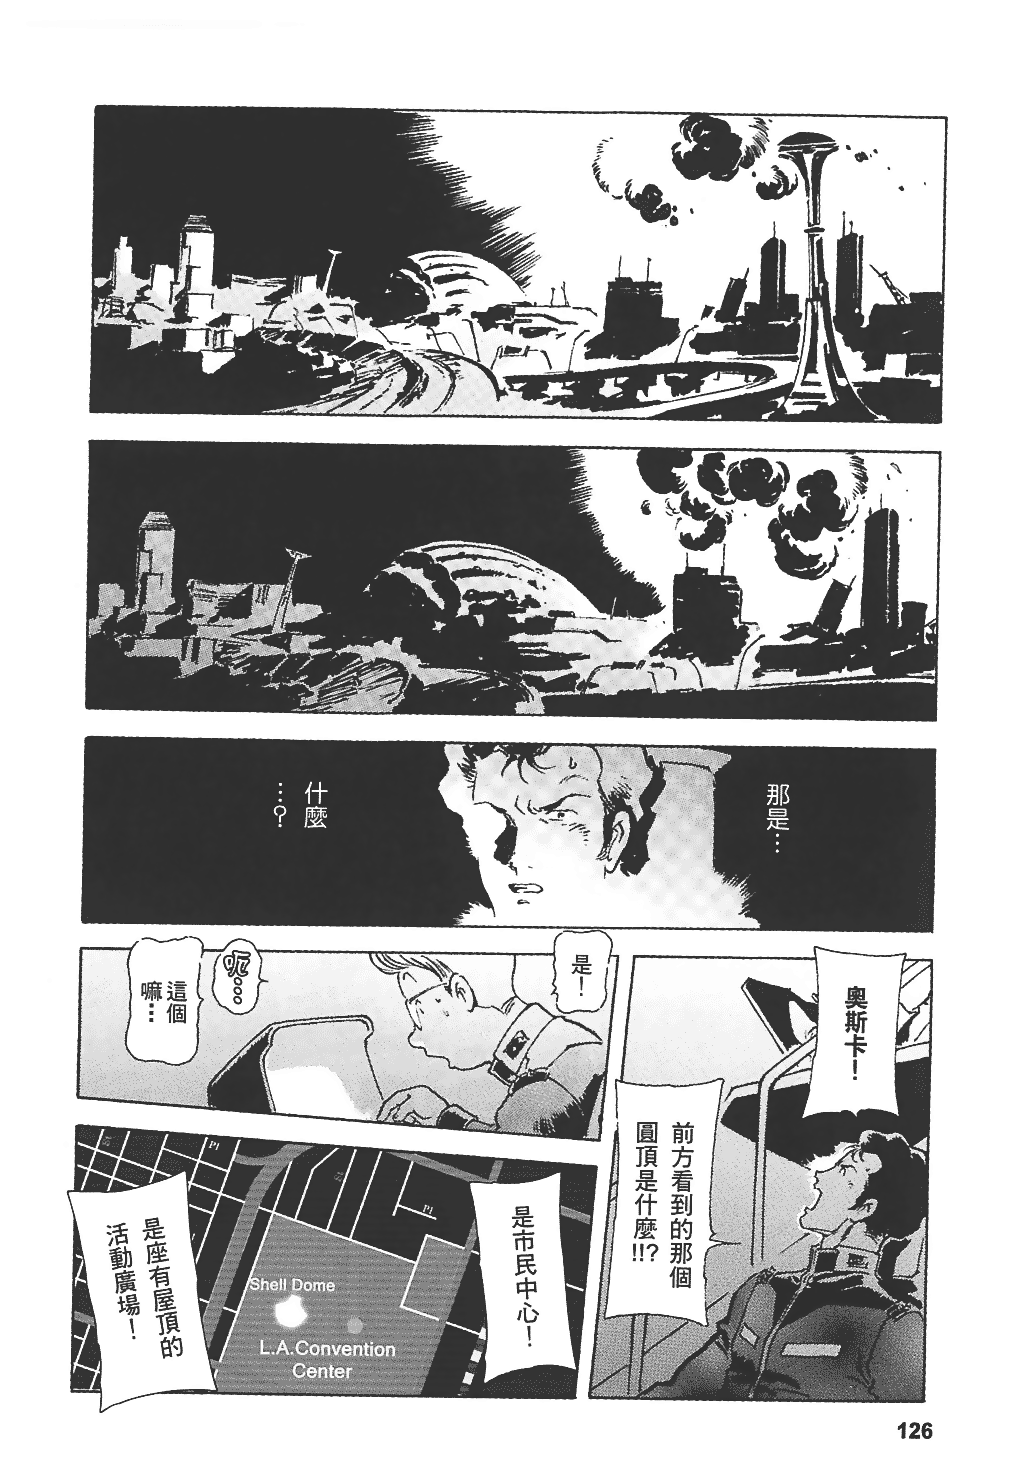 那是…
什麼
…?
奧斯卡!
前方看到的那個
圓頂是什麼!!?
是!
呃…
這個
嘛…
是市民中心!
是座有屋頂的
活動廣場!
P1
P1
Shell Dome
L.A.Convention
Center
126